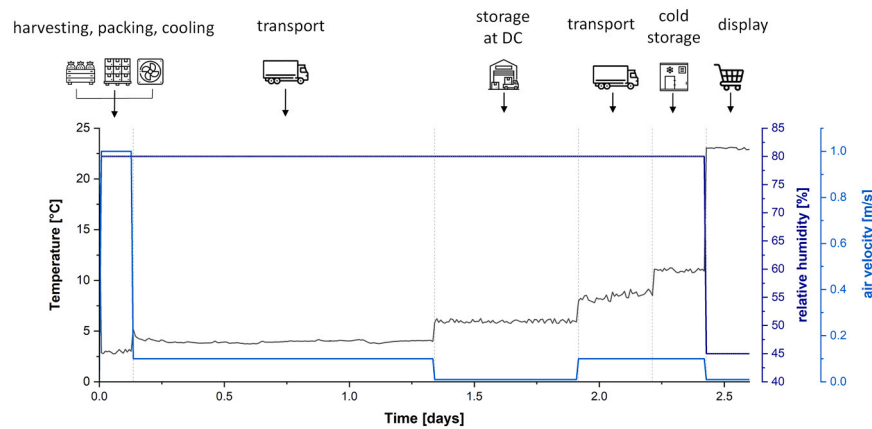 harvesting, packing, cooling
transport
storage
at DC
transport
cold
storage
display
Temperature [°C]
25
20
15
10
5
0
0.0
0.5
1.0
1.5
2.0
2.5
Time [days]
85
80
75
70
65
60
55
50
45
40
relative humidity [%]
1.0
0.8
0.6
0.4
0.2
0.0
air velocity [m/s]